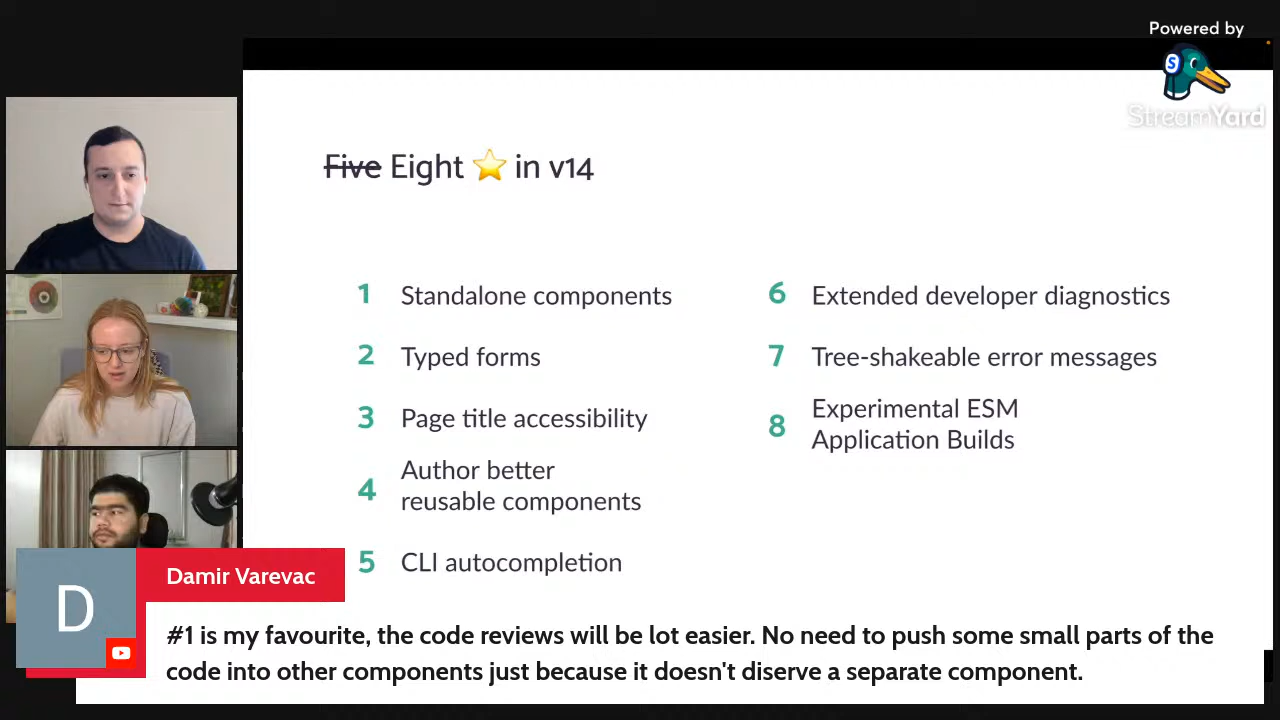 Powered by
S
StreamYard
Five Eight ⭐ in v14
1 Standalone components
2 Typed forms
3 Page title accessibility
4 Author better
reusable components
5 CLI autocompletion
6 Extended developer diagnostics
7 Tree-shakeable error messages
8 Experimental ESM
Application Builds
D
Damir Varevac
#1 is my favourite, the code reviews will be lot easier. No need to push some small parts of the
code into other components just because it doesn't diserve a separate component.